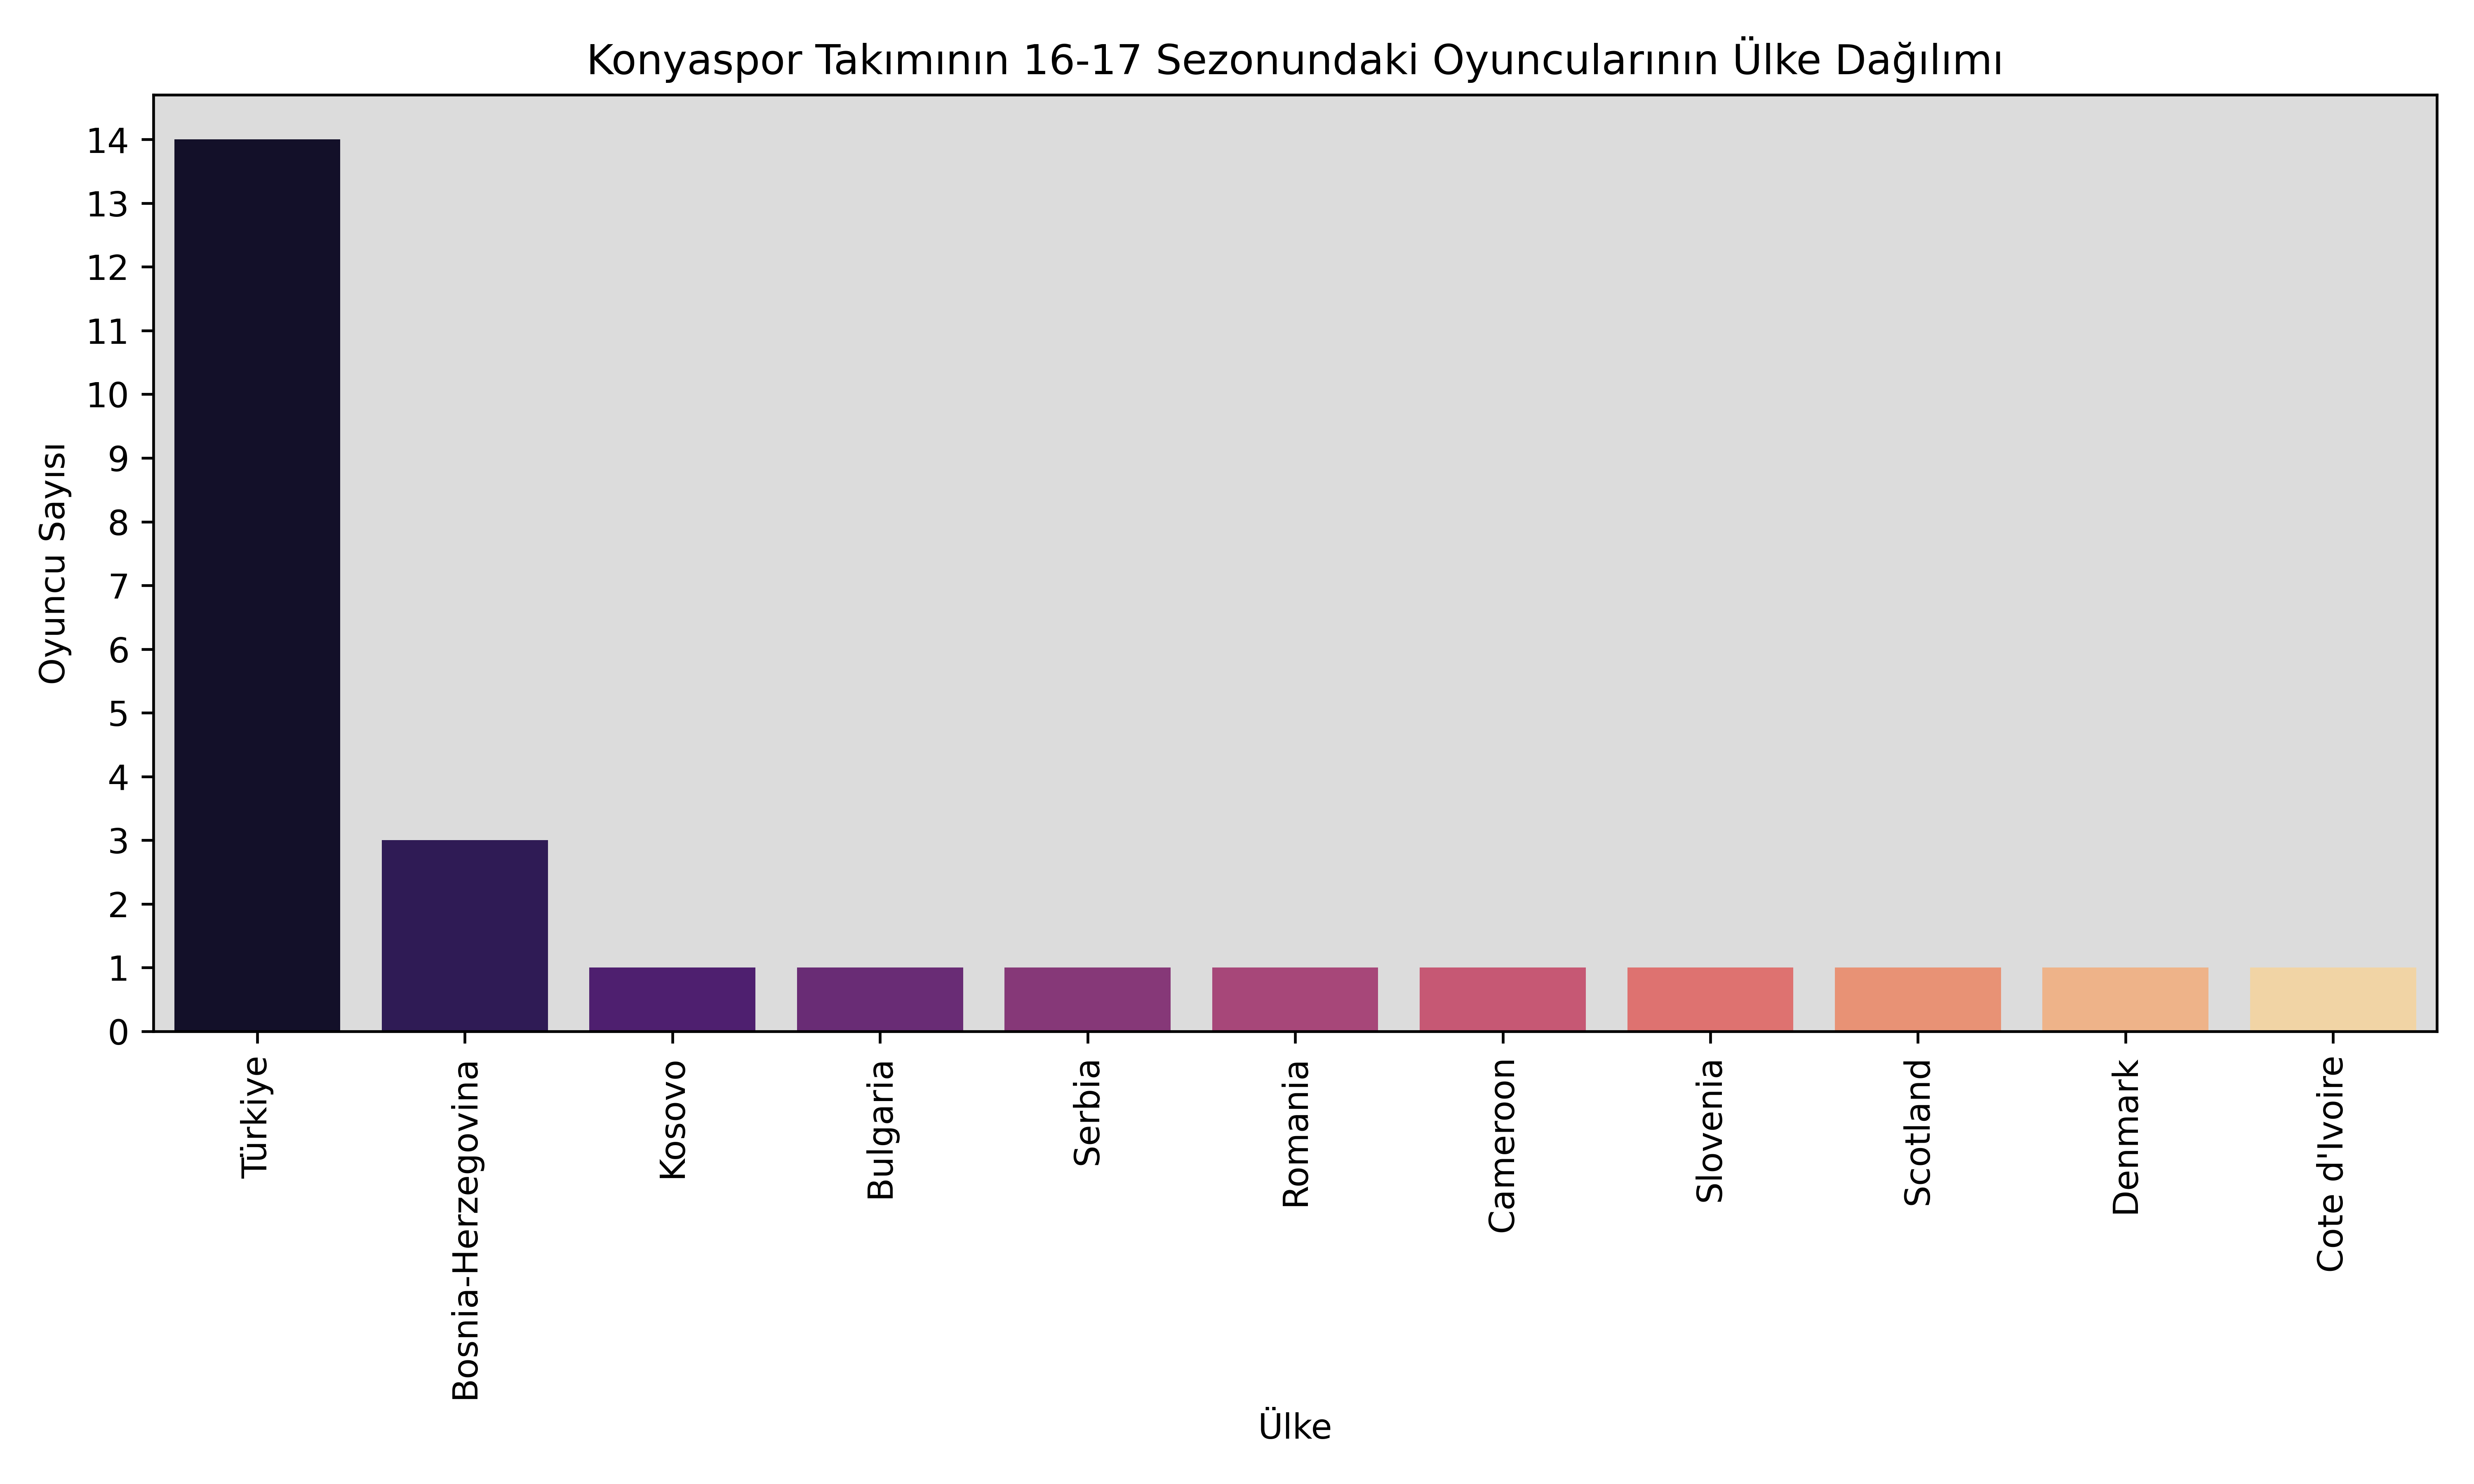 Konyaspor Takımının 16-17 Sezonundaki Oyuncularının Ülke Dağılımı
Oyuncu Sayısı
14
13
12
11
10
9
8
7
6
5
4
3
2
1
0
Türkiye
Bosnia-Herzegovina
Kosovo
Bulgaria
Serbia
Romania
Cameroon
Slovenia
Scotland
Denmark
Cote d'Ivoire
Ülke